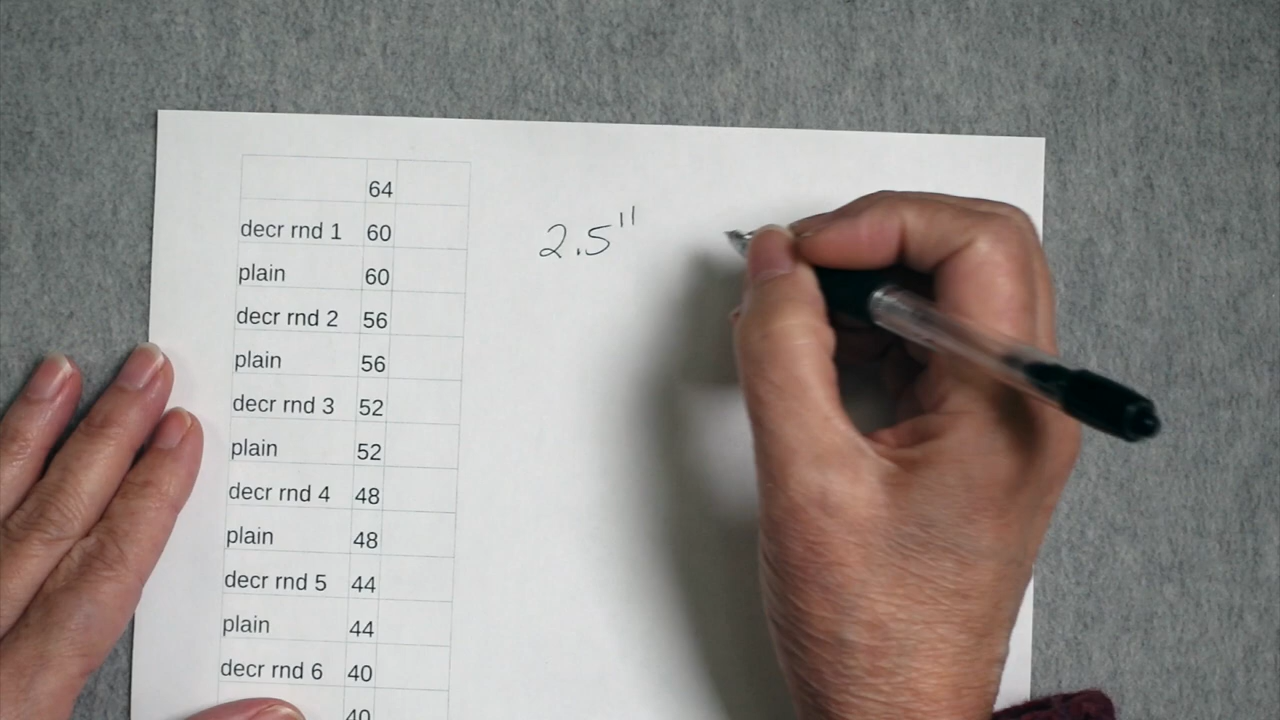 64
decr rnd 1 60
plain 60
decr rnd 2 56
plain 56
decr rnd 3 52
plain 52
decr rnd 4 48
plain 48
decr rnd 5 44
plain 44
decr rnd 6 40
40
2.5"